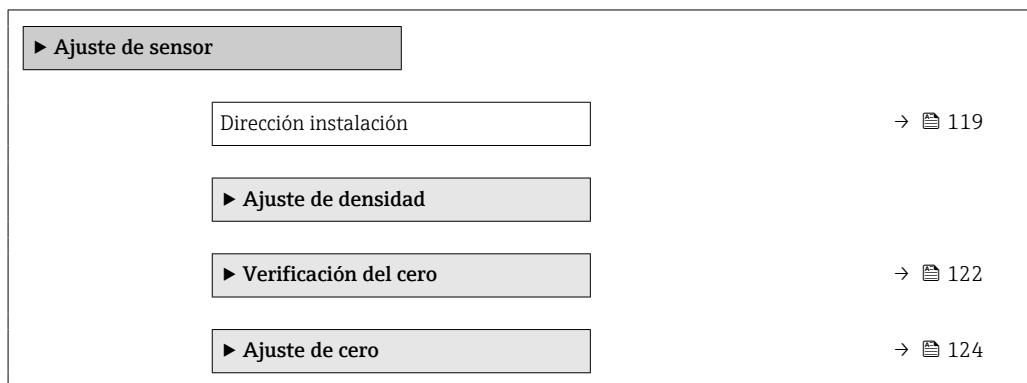 ▶ Ajuste de sensor
Dirección instalación → 119
▶ Ajuste de densidad
▶ Verificación del cero → 122
▶ Ajuste de cero → 124